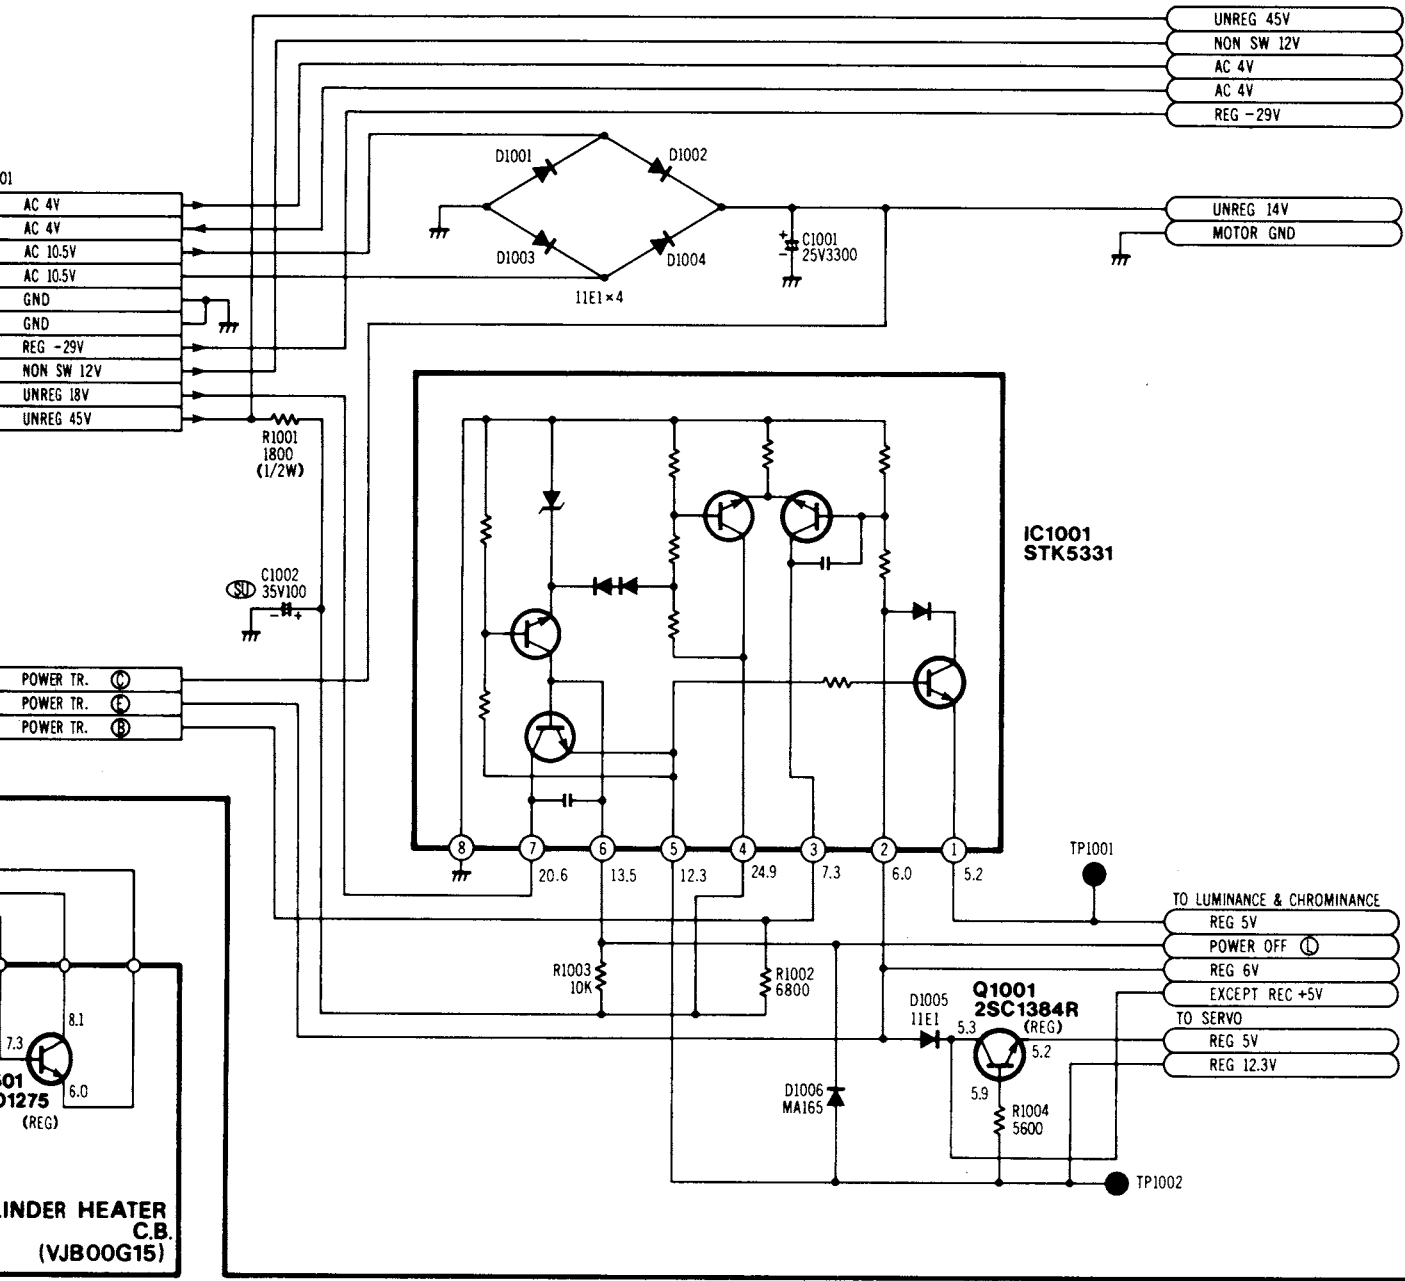 UNREG 45V
NON SW 12V
AC 4V
AC 4V
REG -29V
D1001
D1002
D1003
D1004
11E1×4
+
C1001
-
25V3300
UNREG 14V
MOTOR GND
01
AC 4V
AC 4V
AC 10.5V
AC 10.5V
GND
GND
REG -29V
NON SW 12V
UNREG 18V
UNREG 45V
R1001
1800
(1/2W)
IC1001
STK5331
SU
C1002
35V100
- +
POWER TR. C
POWER TR. E
POWER TR. B
8 7 6 5 4 3 2 1
20.6 13.5 12.3 24.9 7.3 6.0 5.2
TP1001
TO LUMINANCE & CHROMINANCE
REG 5V
POWER OFF L
REG 6V
EXCEPT REC +5V
TO SERVO
REG 5V
REG 12.3V
R1003
10K
R1002
6800
D1005
11E1
Q1001
2SC1384R
(REG)
5.3
5.2
5.9
D1006
MA165
R1004
5600
TP1002
8.1
7.3
6.0
01
D1275
(REG)
INDER HEATER
C.B.
(VJB00G15)